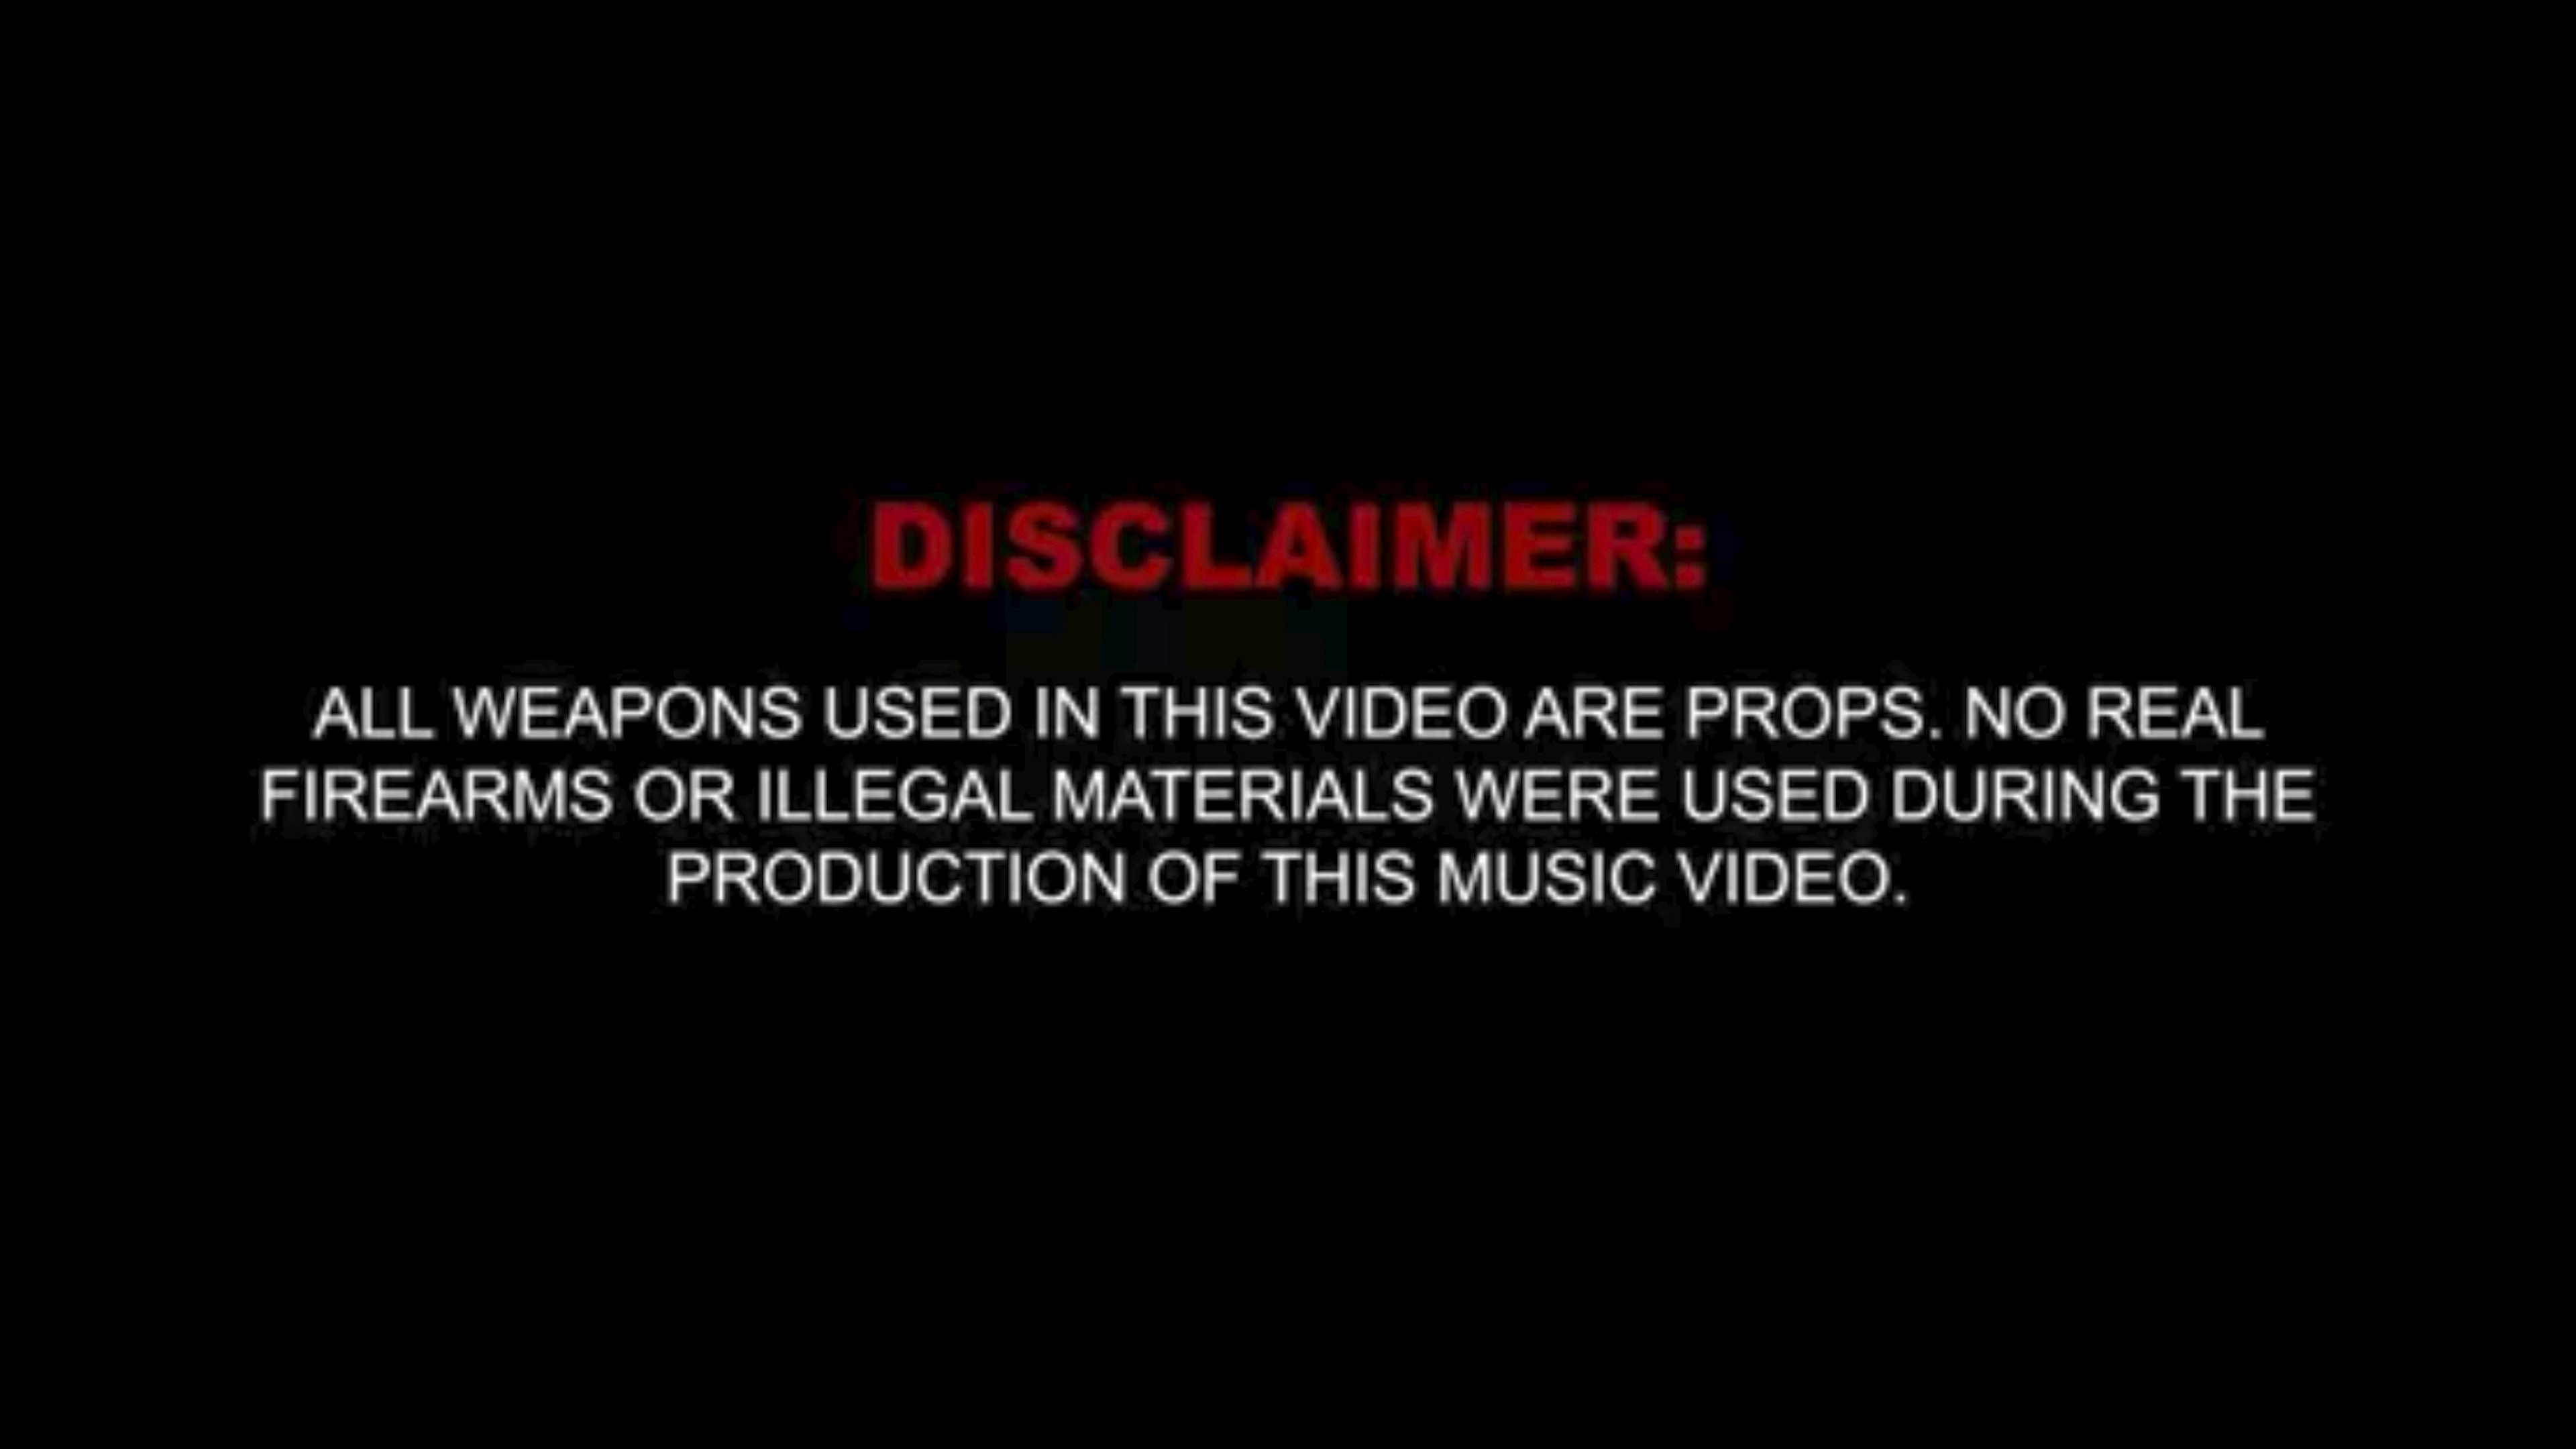 DISCLAIMER:
ALL WEAPONS USED IN THIS VIDEO ARE PROPS. NO REAL
FIREARMS OR ILLEGAL MATERIALS WERE USED DURING THE
PRODUCTION OF THIS MUSIC VIDEO.